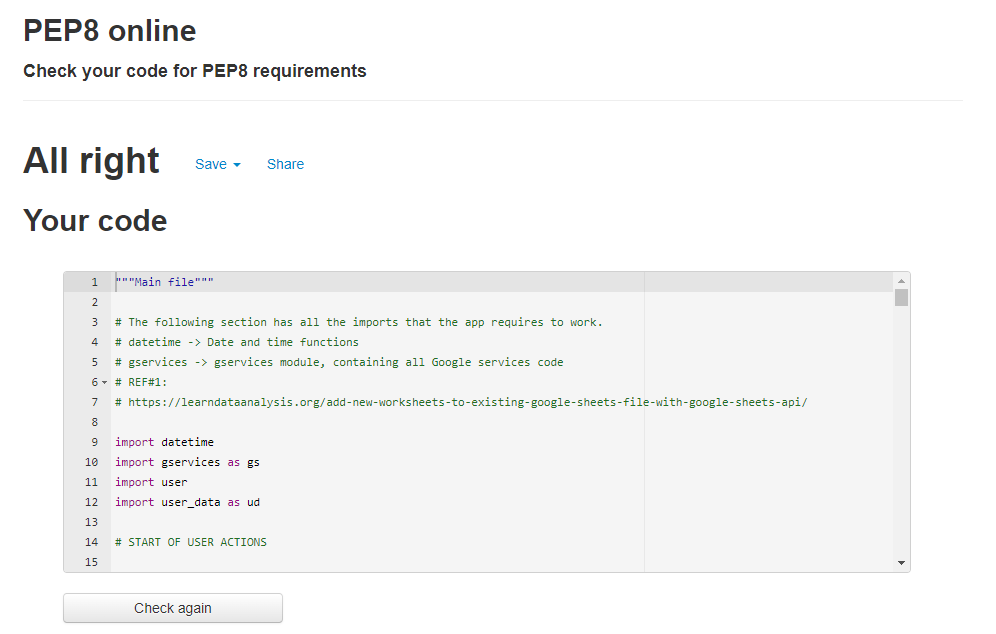 PEP8 online
Check your code for PEP8 requirements
All right Save Share
Your code
1 """Main file"""
2
3 # The following section has all the imports that the app requires to work.
4 # datetime -> Date and time functions
5 # gservices -> gservices module, containing all Google services code
6 # REF#1:
7 # https://learndataanalysis.org/add-new-worksheets-to-existing-google-sheets-file-with-google-sheets-api/
8
9 import datetime
10 import gservices as gs
11 import user
12 import user_data as ud
13
14 # START OF USER ACTIONS
15
Check again